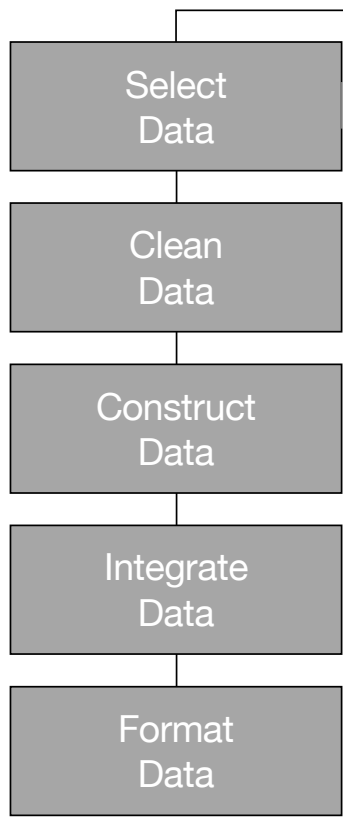 Select
Data
Clean
Data
Construct
Data
Integrate
Data
Format
Data